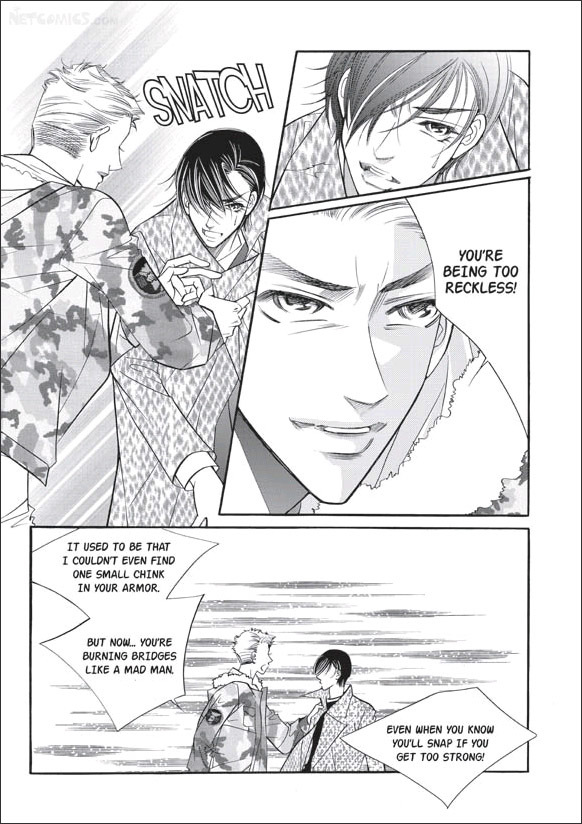 NETCOMICS.COM
SNATCH
YOU'RE
BEING TOO
RECKLESS!
IT USED TO BE THAT
I COULDN'T EVEN FIND
ONE SMALL CHINK
IN YOUR ARMOR.
BUT NOW... YOU'RE
BURNING BRIDGES
LIKE A MAD MAN.
EVEN WHEN YOU KNOW
YOU'LL SNAP IF YOU
GET TOO STRONG!